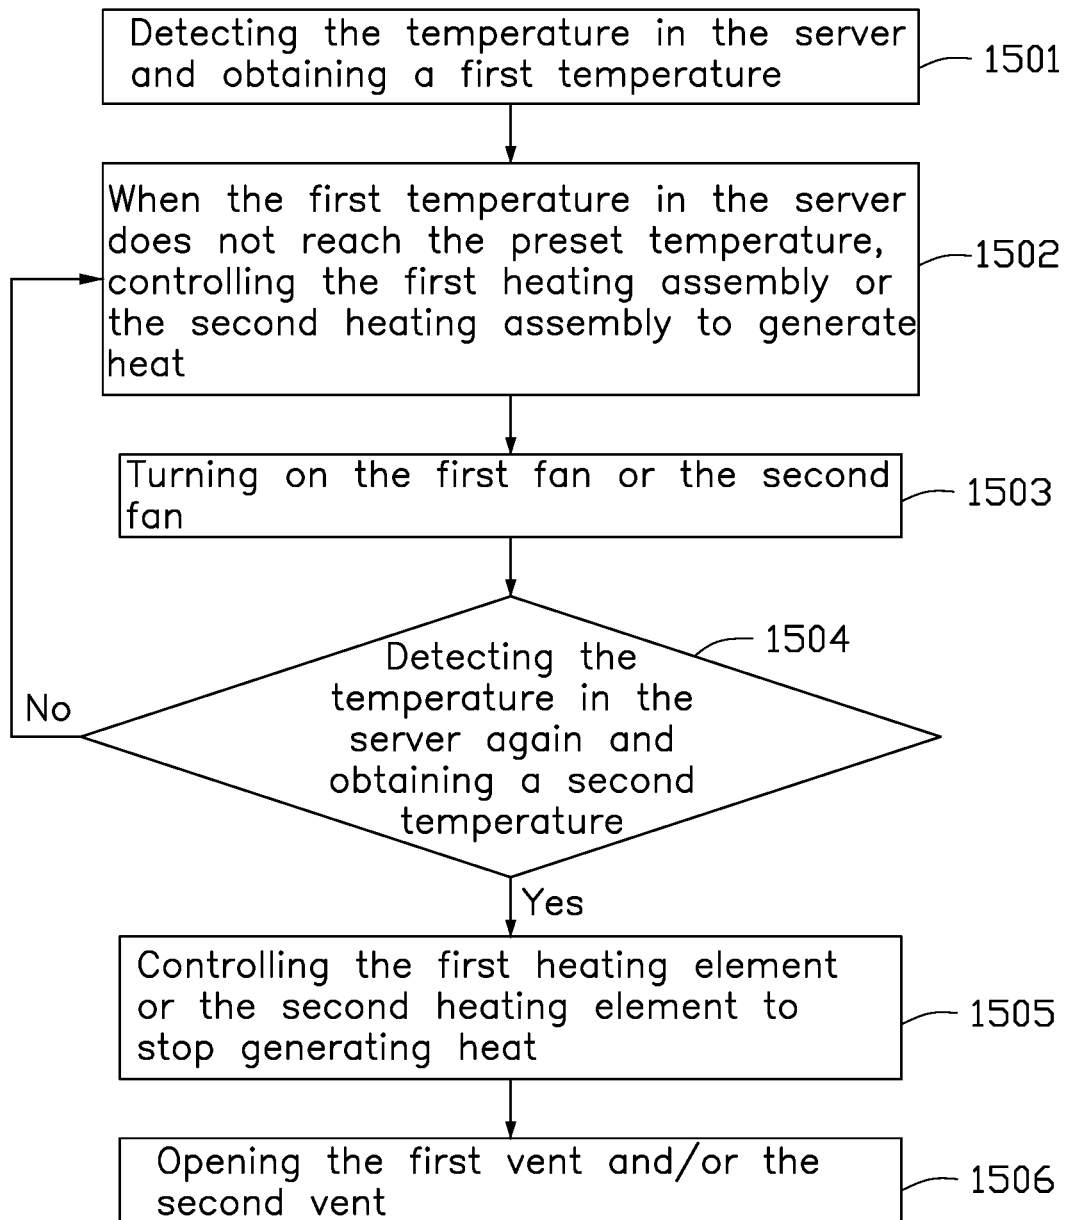 Detecting the temperature in the server
and obtaining a first temperature
1501
When the first temperature in the server
does not reach the preset temperature,
controlling the first heating assembly or
the second heating assembly to generate
heat
1502
Turning on the first fan or the second
fan
1503
Detecting the
temperature in the
server again and
obtaining a second
temperature
1504
No
Yes
Controlling the first heating element
or the second heating element to
stop generating heat
1505
Opening the first vent and/or the
second vent
1506